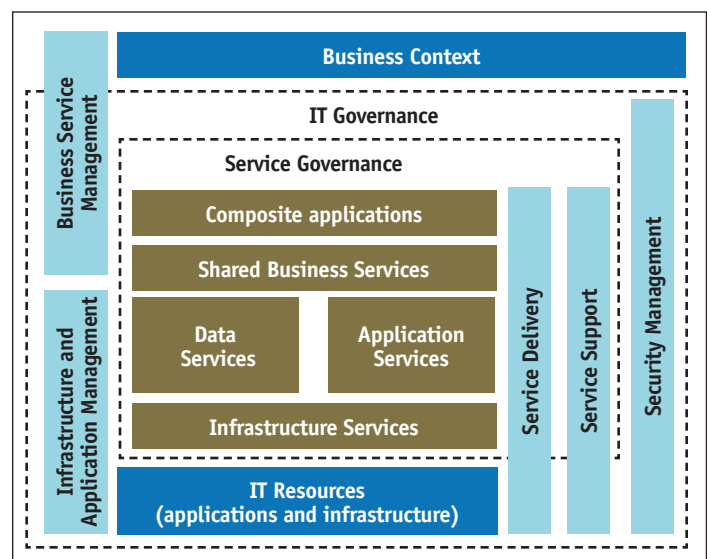 Business Context
Business Service
Management
IT Governance
Service Governance
Composite applications
Shared Business Services
Data
Services
Application
Services
Infrastructure Services
Infrastructure and
Application Management
IT Resources
(applications and infrastructure)
Service Delivery
Service Support
Security Management